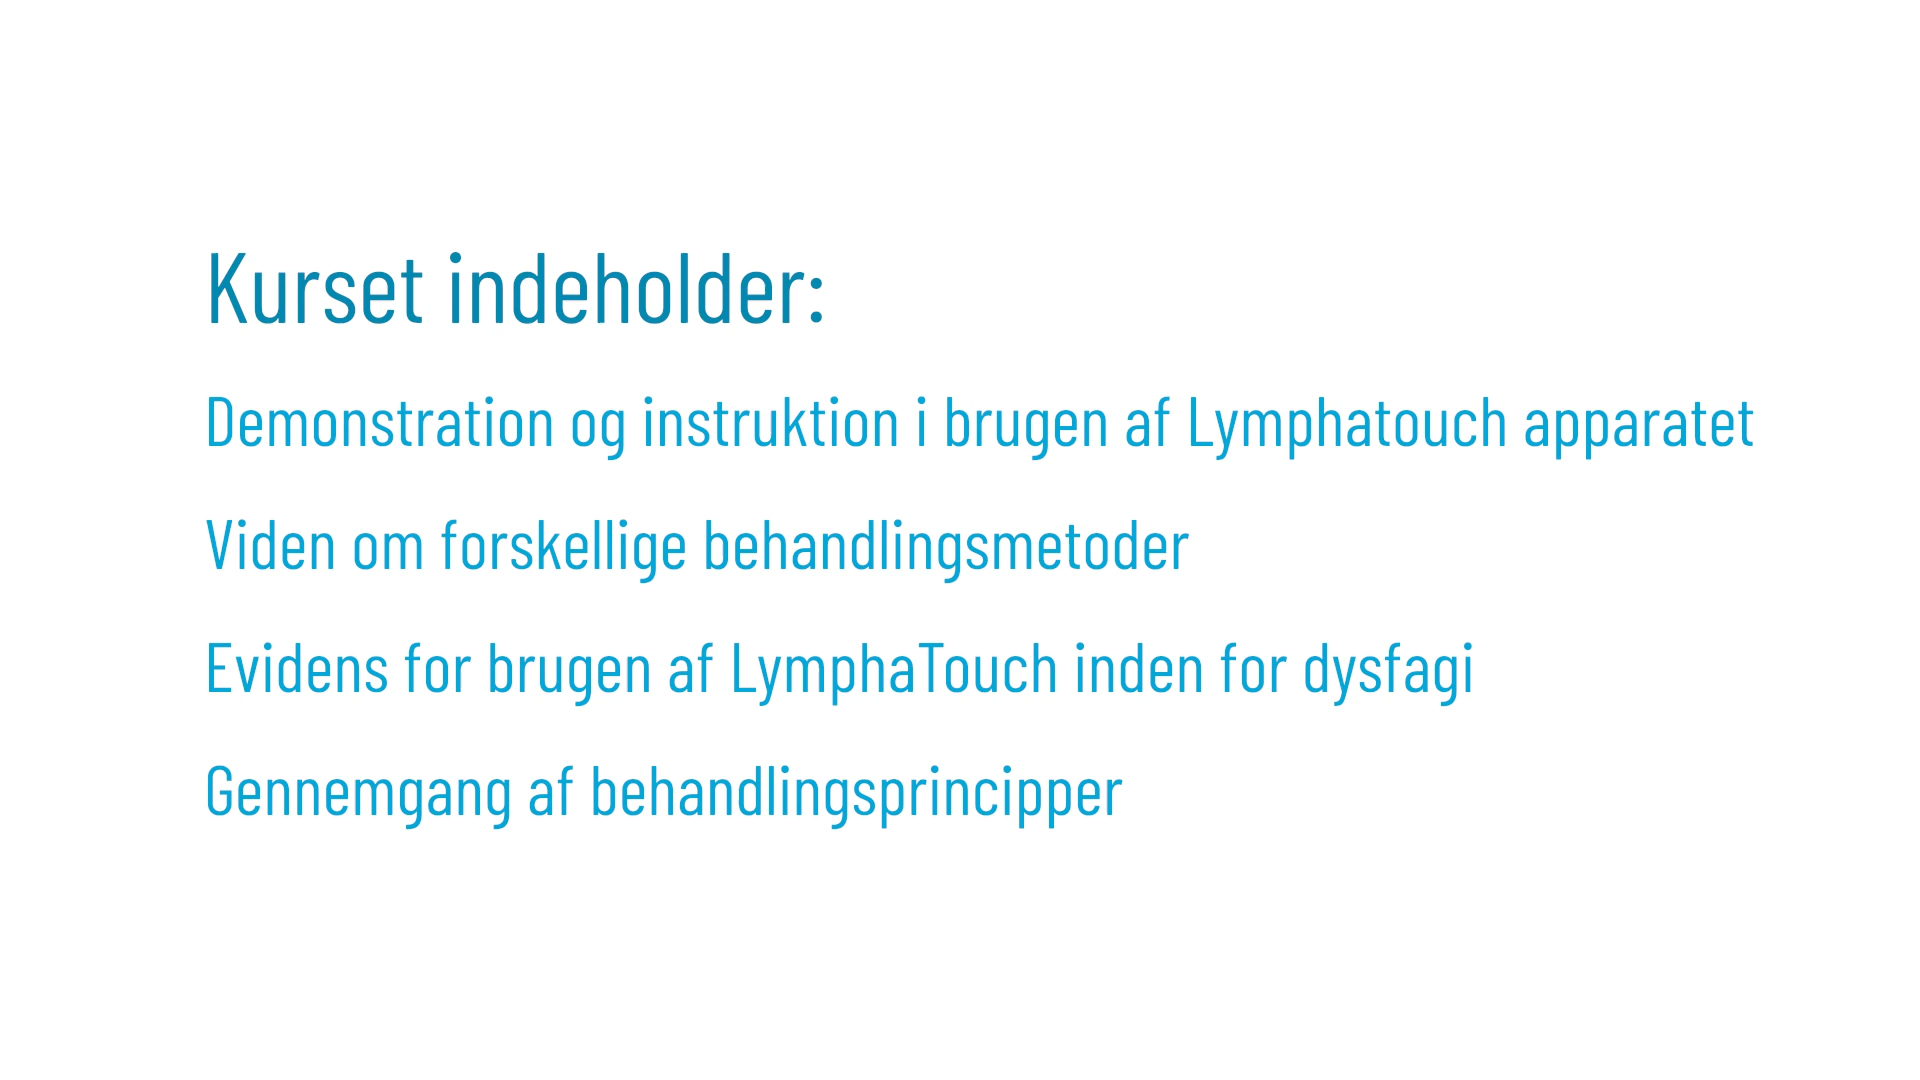 Kurset indeholder:
Demonstration og instruktion i brugen af Lymphatouch apparatet
Viden om forskellige behandlingsmetoder
Evidens for brugen af LymphaTouch inden for dysfagi
Gennemgang af behandlingsprincipper